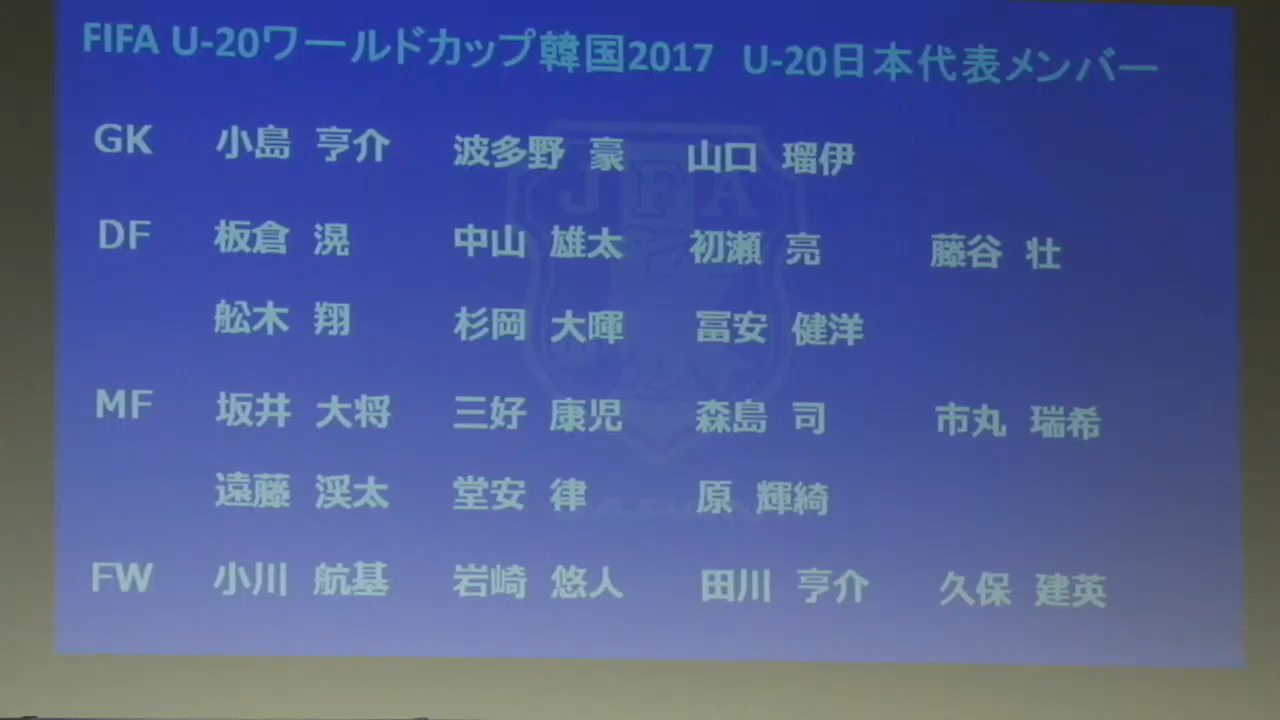 FIFA U-20ワールドカップ韓国2017 U-20日本代表メンバー
GK 小島 亨介 波多野 豪 山口 瑠伊
DF 板倉 滉 中山 雄太 初瀬 亮 藤谷 壮
舩木 翔 杉岡 大暉 冨安 健洋
MF 坂井 大将 三好 康児 森島 司 市丸 瑞希
遠藤 渓太 堂安 律 原 輝綺
FW 小川 航基 岩崎 悠人 田川 亨介 久保 建英
JFA
JAPAN